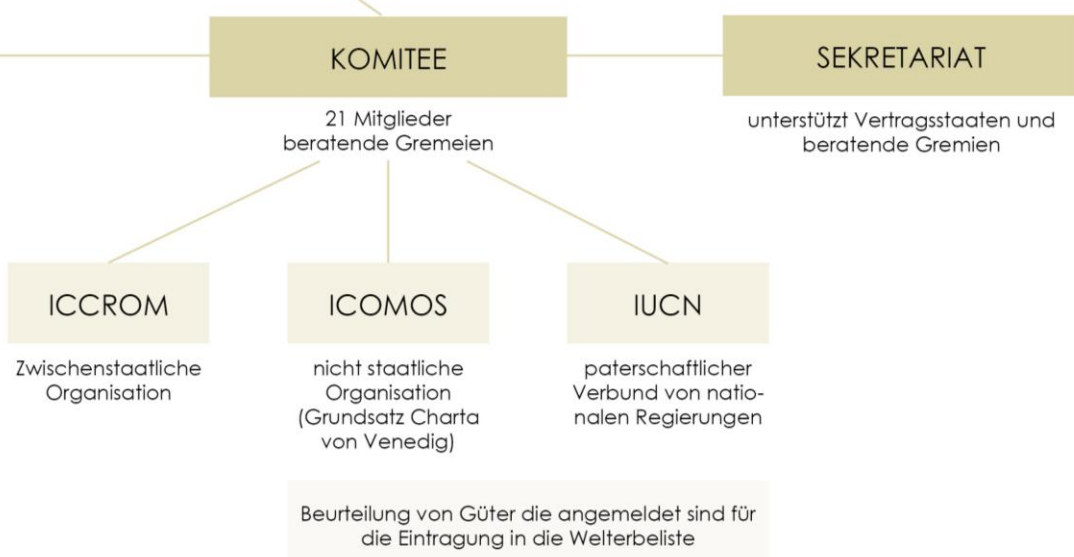 KOMITEE
21 Mitglieder
beratende Gremeien
SEKRETARIAT
unterstützt Vertragsstaaten und
beratende Gremien
ICCROM
Zwischenstaatliche
Organisation
ICOMOS
nicht staatliche
Organisation
(Grundsatz Charta
von Venedig)
IUCN
paterschaftlicher
Verbund von natio-
nalen Regierungen
Beurteilung von Güter die angemeldet sind für
die Eintragung in die Welterbeliste